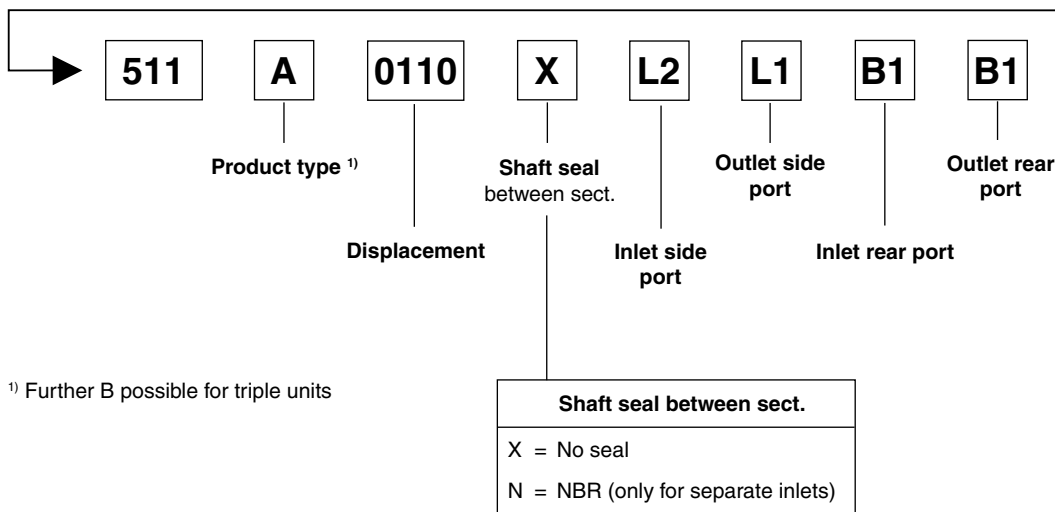 511 A 0110 X L2 L1 B1 B1
Product type ¹⁾
Shaft seal
between sect.
Outlet side
port
Outlet rear
port
Displacement
Inlet side
port
Inlet rear port
¹⁾ Further B possible for triple units
Shaft seal between sect.
X = No seal
N = NBR (only for separate inlets)